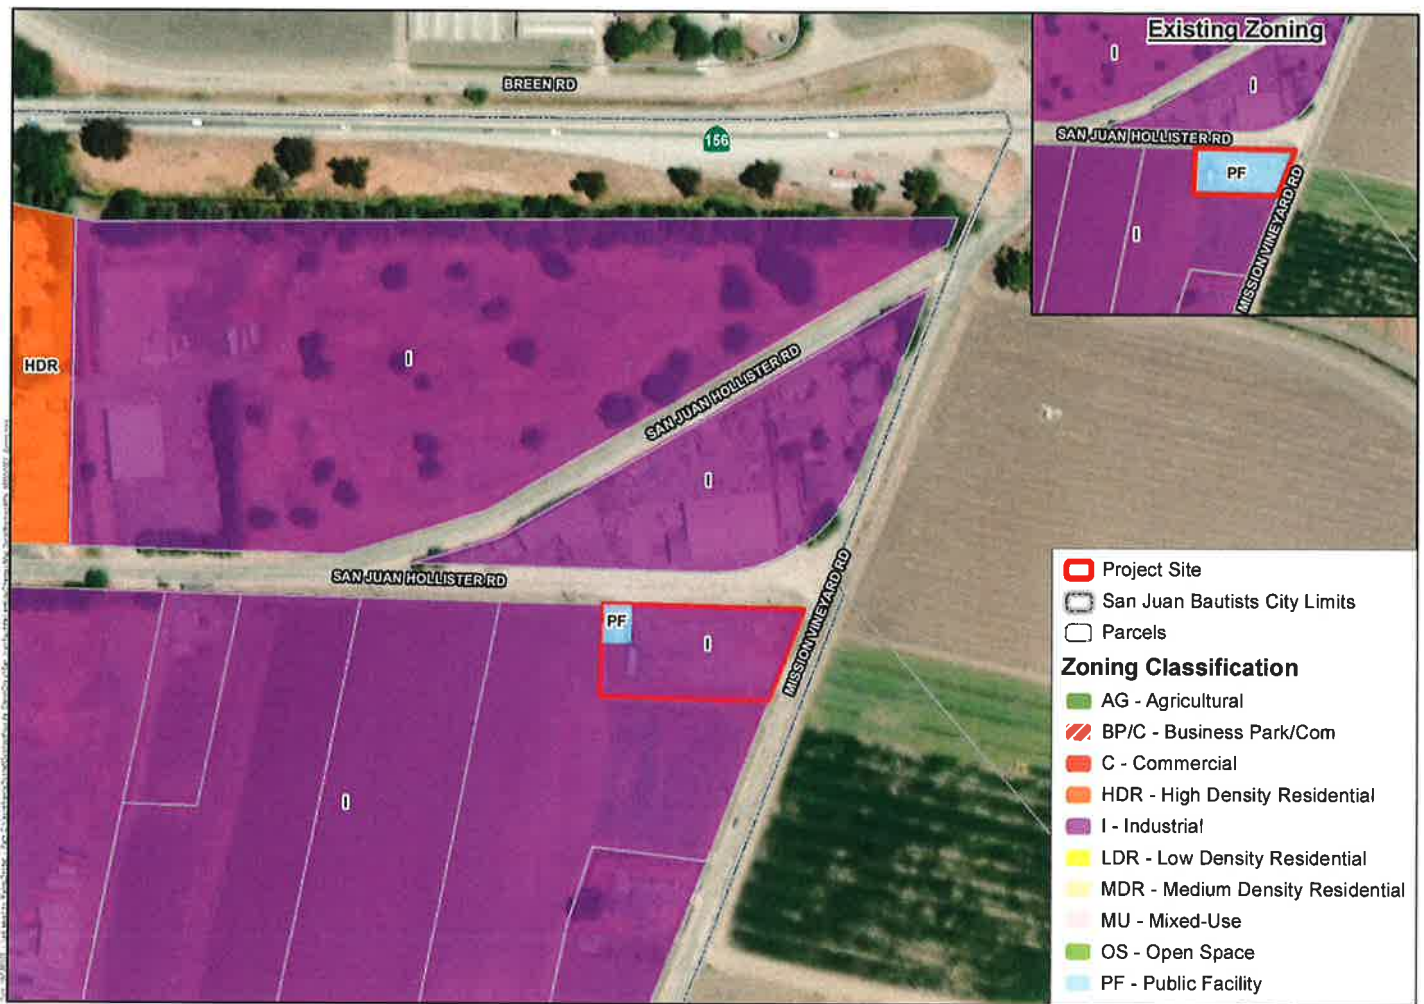 BREEN RD
156
HDR
I
SAN JUAN HOLLISTER RD
I
SAN JUAN HOLLISTER RD
MISSION VINEYARD RD
PF
I
I
Existing Zoning
I
I
SAN JUAN HOLLISTER RD
PF
I
MISSION VINEYARD RD
Project Site
San Juan Bautists City Limits
Parcels
Zoning Classification
AG - Agricultural
BP/C - Business Park/Com
C - Commercial
HDR - High Density Residential
I - Industrial
LDR - Low Density Residential
MDR - Medium Density Residential
MU - Mixed-Use
OS - Open Space
PF - Public Facility